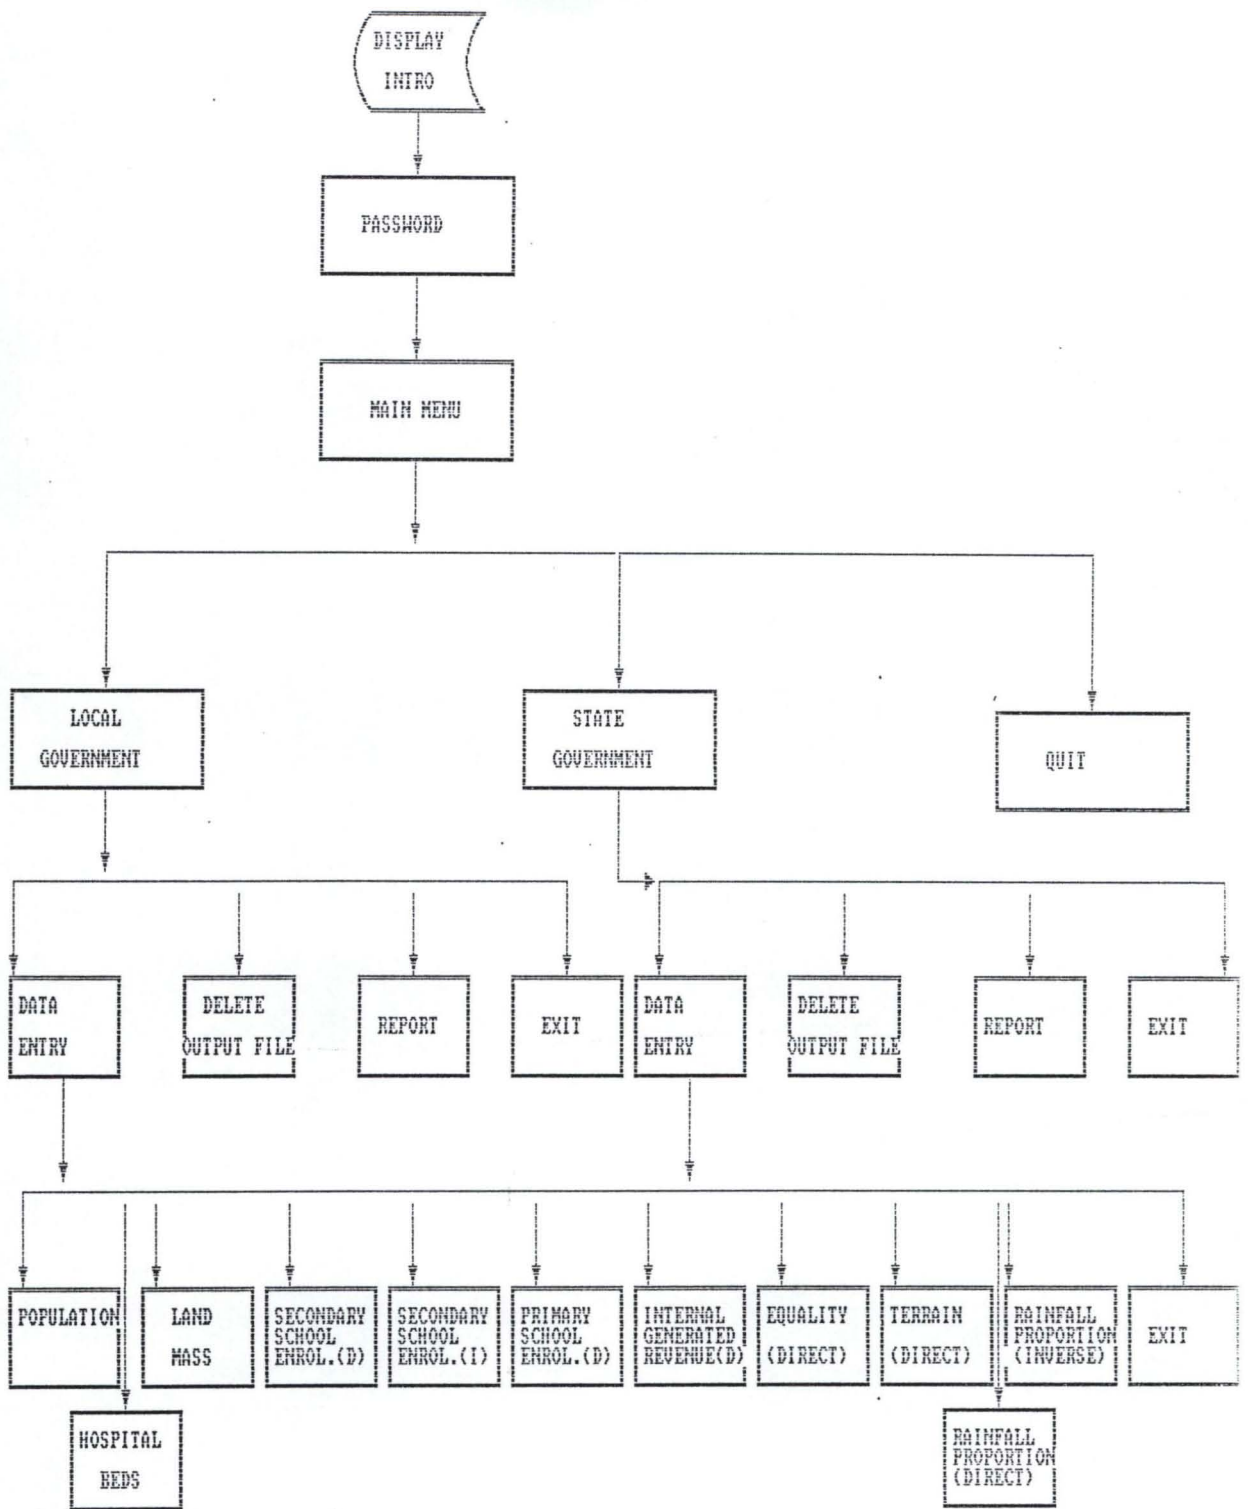 DISPLAY
INTRO
PASSWORD
MAIN MENU
LOCAL
GOVERNMENT
STATE
GOVERNMENT
QUIT
DATA
ENTRY
DELETE
OUTPUT FILE
REPORT
EXIT
DATA
ENTRY
DELETE
OUTPUT FILE
REPORT
EXIT
POPULATION
LAND
MASS
SECONDARY
SCHOOL
ENROL.(D)
SECONDARY
SCHOOL
ENROL.(I)
PRIMARY
SCHOOL
ENROL.(D)
INTERNAL
GENERATED
REVENUE(D)
EQUALITY
(DIRECT)
TERRAIN
(DIRECT)
RAINFALL
PROPORTION
(INVERSE)
EXIT
HOSPITAL
BEDS
RAINFALL
PROPORTION
(DIRECT)